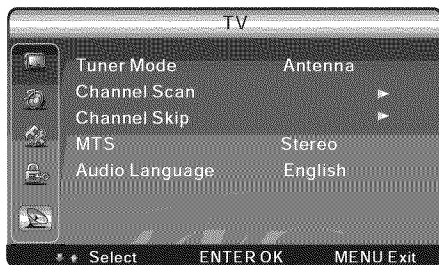 TV
Tuner Mode Antenna
Channel Scan
Channel Skip
MTS Stereo
Audio Language English
Select ENTER OK MENU Exit